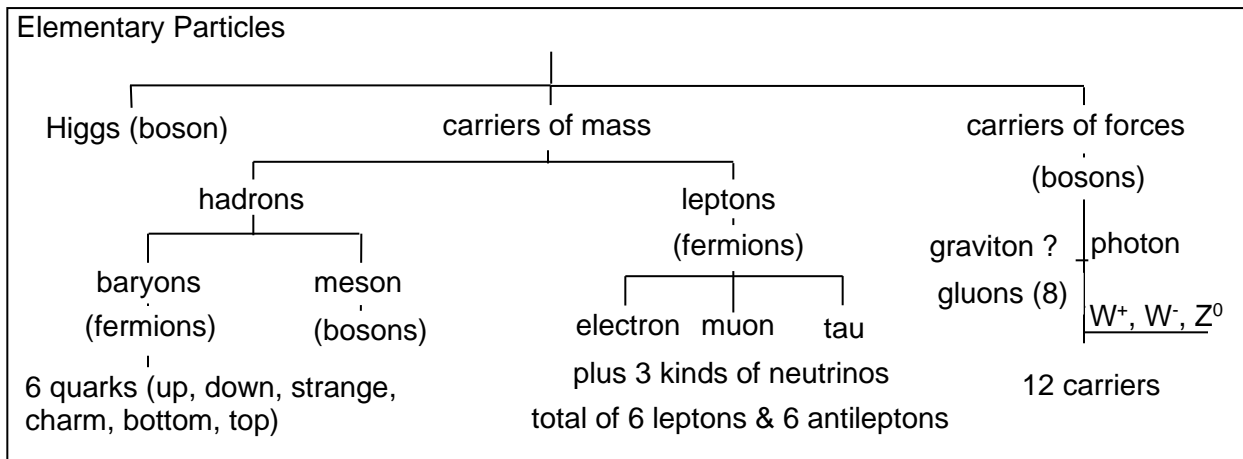 Elementary Particles
Higgs (boson)
carriers of mass
carriers of forces
(bosons)
hadrons
leptons
(fermions)
baryons
(fermions)
meson
(bosons)
6 quarks (up, down, strange,
charm, bottom, top)
electron
muon
tau
plus 3 kinds of neutrinos
total of 6 leptons & 6 antileptons
graviton ?
photon
gluons (8)
W⁺, W⁻, Z⁰
12 carriers